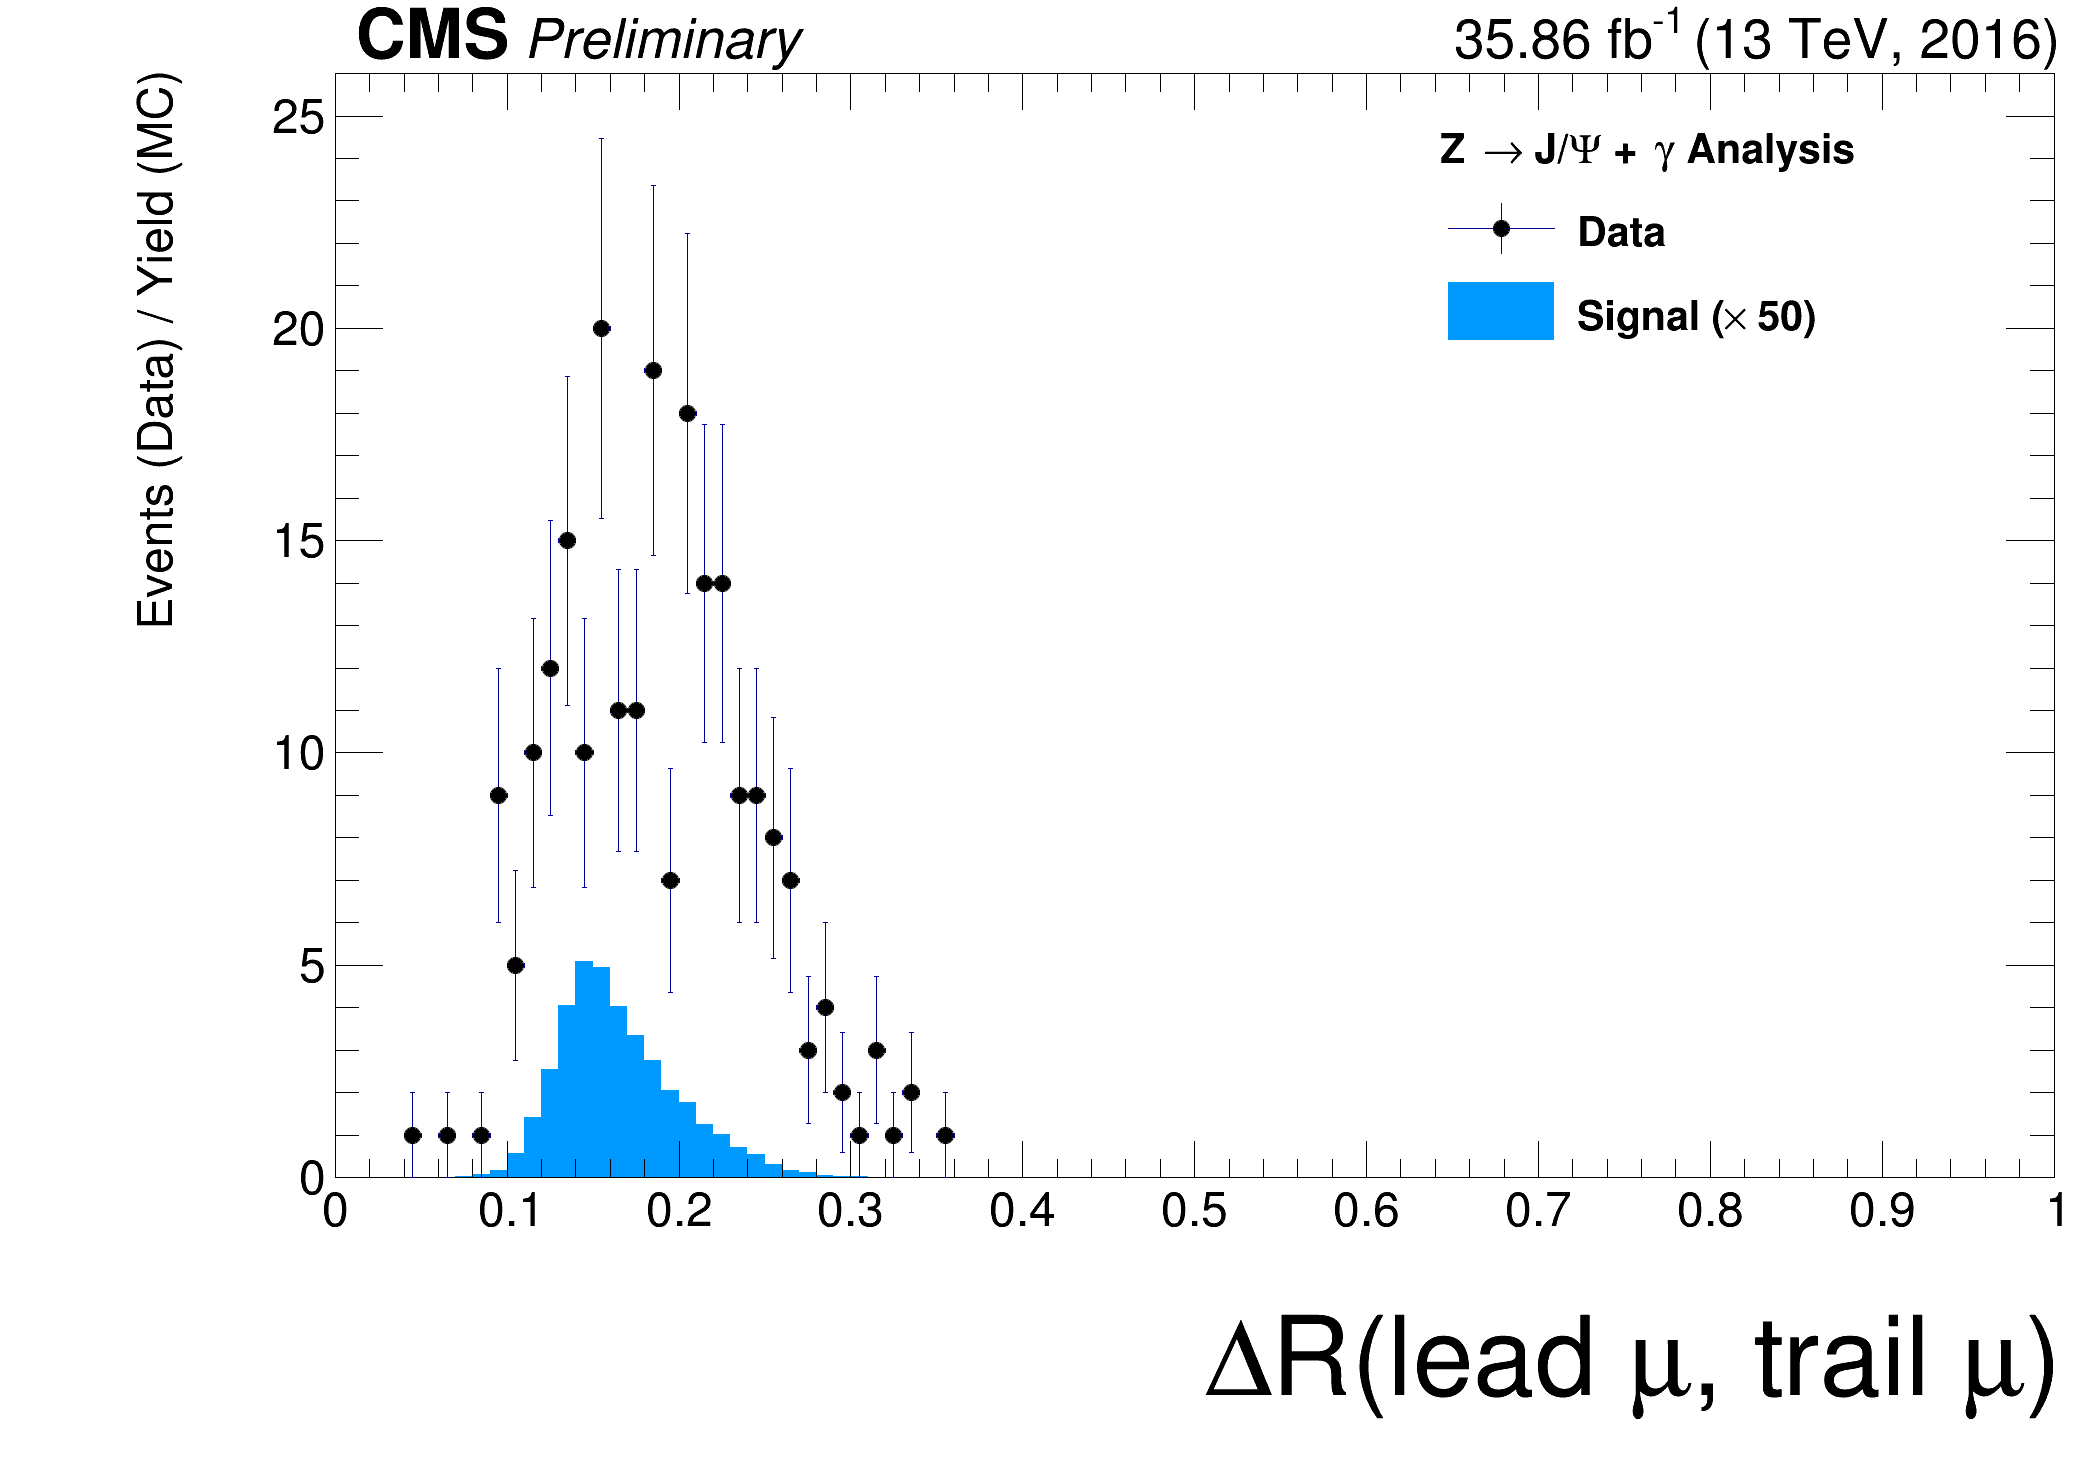 CMS Preliminary
35.86 fb⁻¹ (13 TeV, 2016)
Events (Data) / Yield (MC)
25
20
15
10
5
0
Z → J/Ψ + γ Analysis
Data
Signal (× 50)
0 0.1 0.2 0.3 0.4 0.5 0.6 0.7 0.8 0.9 1
ΔR(lead μ, trail μ)